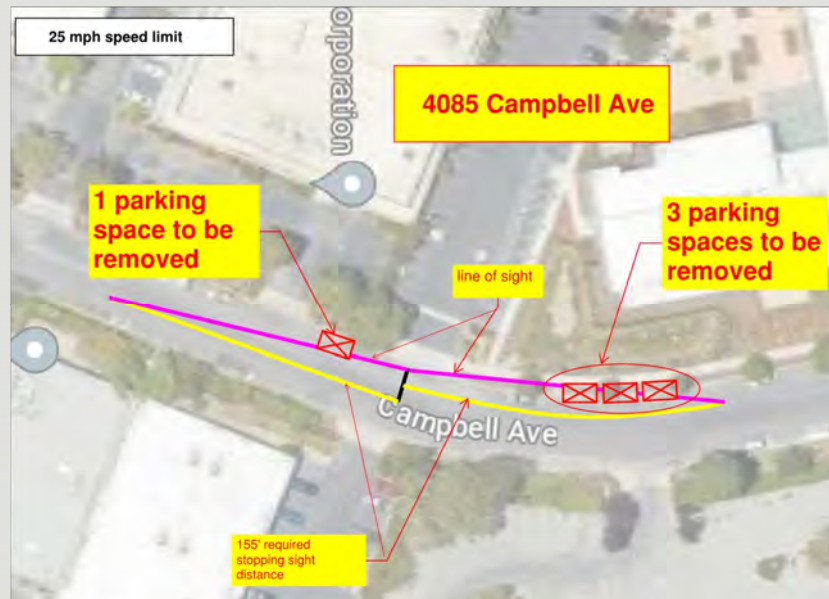 25 mph speed limit
orporation
4085 Campbell Ave
1 parking
space to be
removed
3 parking
spaces to be
removed
line of sight
Campbell Ave
155' required
stopping sight
distance